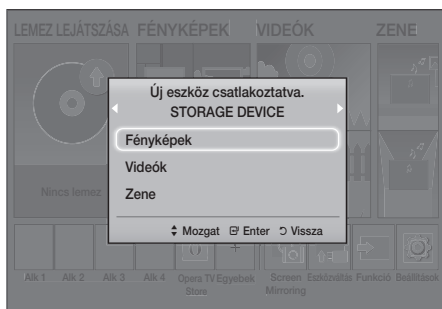 LEMEZ LEJÁTSZÁSA FÉNYKÉPEK VIDEÓK ZENE
Új eszköz csatlakoztatva.
STORAGE DEVICE
Fényképek
Videók
Zene
Mozgat Enter Vissza
Nincs lemez
Alk 1 Alk 2 Alk 3 Alk 4 Opera TV Store Egyebek Screen Mirroring Eszközváltás Funkció Beállítások